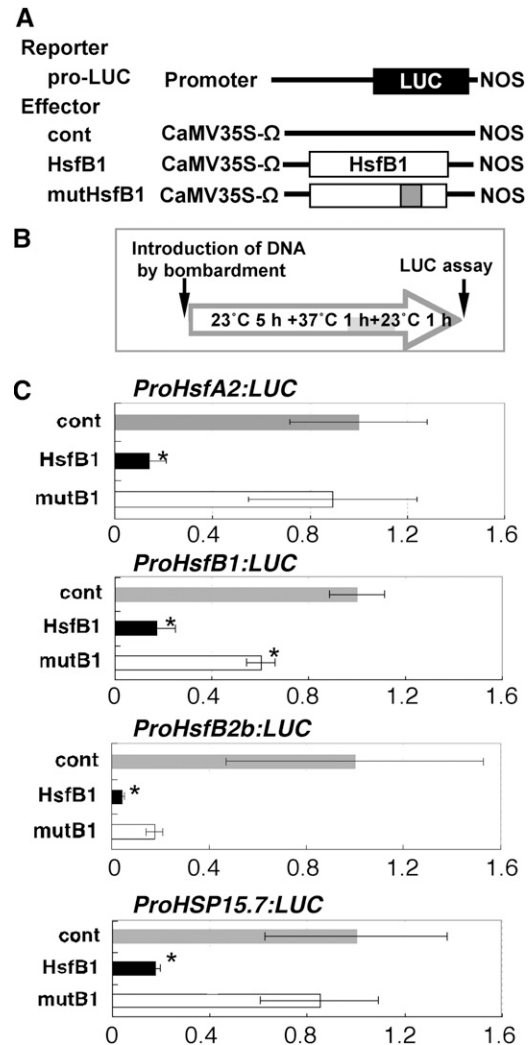 A
Reporter
pro-LUC Promoter LUC NOS
Effector
cont CaMV35S-Ω NOS
HsfB1 CaMV35S-Ω HsfB1 NOS
mutHsfB1 CaMV35S-Ω NOS
B
Introduction of DNA
by bombardment
LUC assay
23˚C 5 h +37˚C 1 h+23˚C 1 h
C
ProHsfA2:LUC
cont
HsfB1 *
mutB1
0 0.4 0.8 1.2 1.6
ProHsfB1:LUC
cont
HsfB1 *
mutB1 *
0 0.4 0.8 1.2 1.6
ProHsfB2b:LUC
cont
HsfB1 *
mutB1
0 0.4 0.8 1.2 1.6
ProHSP15.7:LUC
cont
HsfB1 *
mutB1
0 0.4 0.8 1.2 1.6